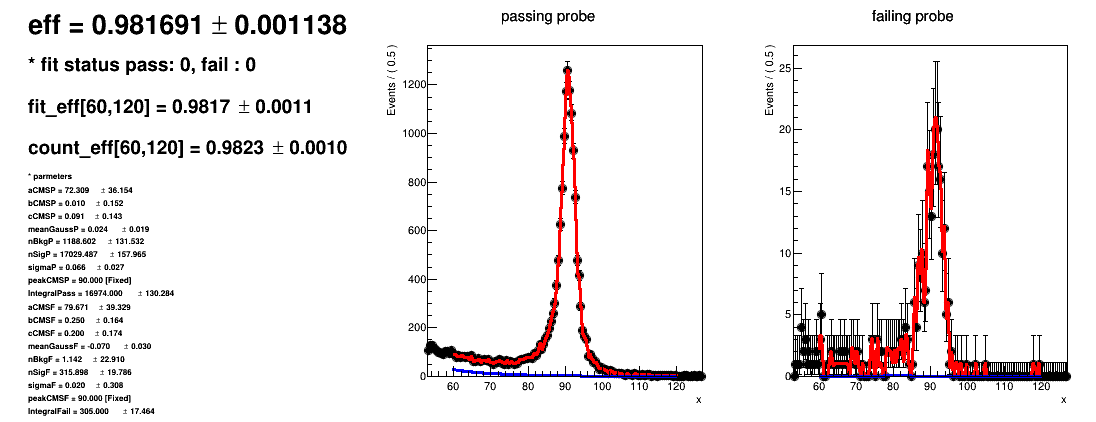 eff = 0.981691 ± 0.001138
* fit status pass: 0, fail : 0
fit_eff[60,120] = 0.9817 ± 0.0011
count_eff[60,120] = 0.9823 ± 0.0010
* parmeters
aCMSP = 72.309 ± 36.154
bCMSP = 0.010 ± 0.152
cCMSP = 0.091 ± 0.143
meanGaussP = 0.024 ± 0.019
nBkgP = 1188.602 ± 131.532
nSigP = 17029.487 ± 157.965
sigmaP = 0.066 ± 0.027
peakCMSP = 90.000 [Fixed]
IntegralPass = 16974.000 ± 130.284
aCMSF = 79.671 ± 39.329
bCMSF = 0.250 ± 0.164
cCMSF = 0.200 ± 0.174
meanGaussF = -0.070 ± 0.030
nBkgF = 1.142 ± 22.910
nSigF = 315.898 ± 19.786
sigmaF = 0.020 ± 0.308
peakCMSF = 90.000 [Fixed]
IntegralFail = 305.000 ± 17.464
passing probe
Events / ( 0.5 )
1200
1000
800
600
400
200
0
60 70 80 90 100 110 120
x
failing probe
Events / ( 0.5 )
25
20
15
10
5
0
60 70 80 90 100 110 120
x